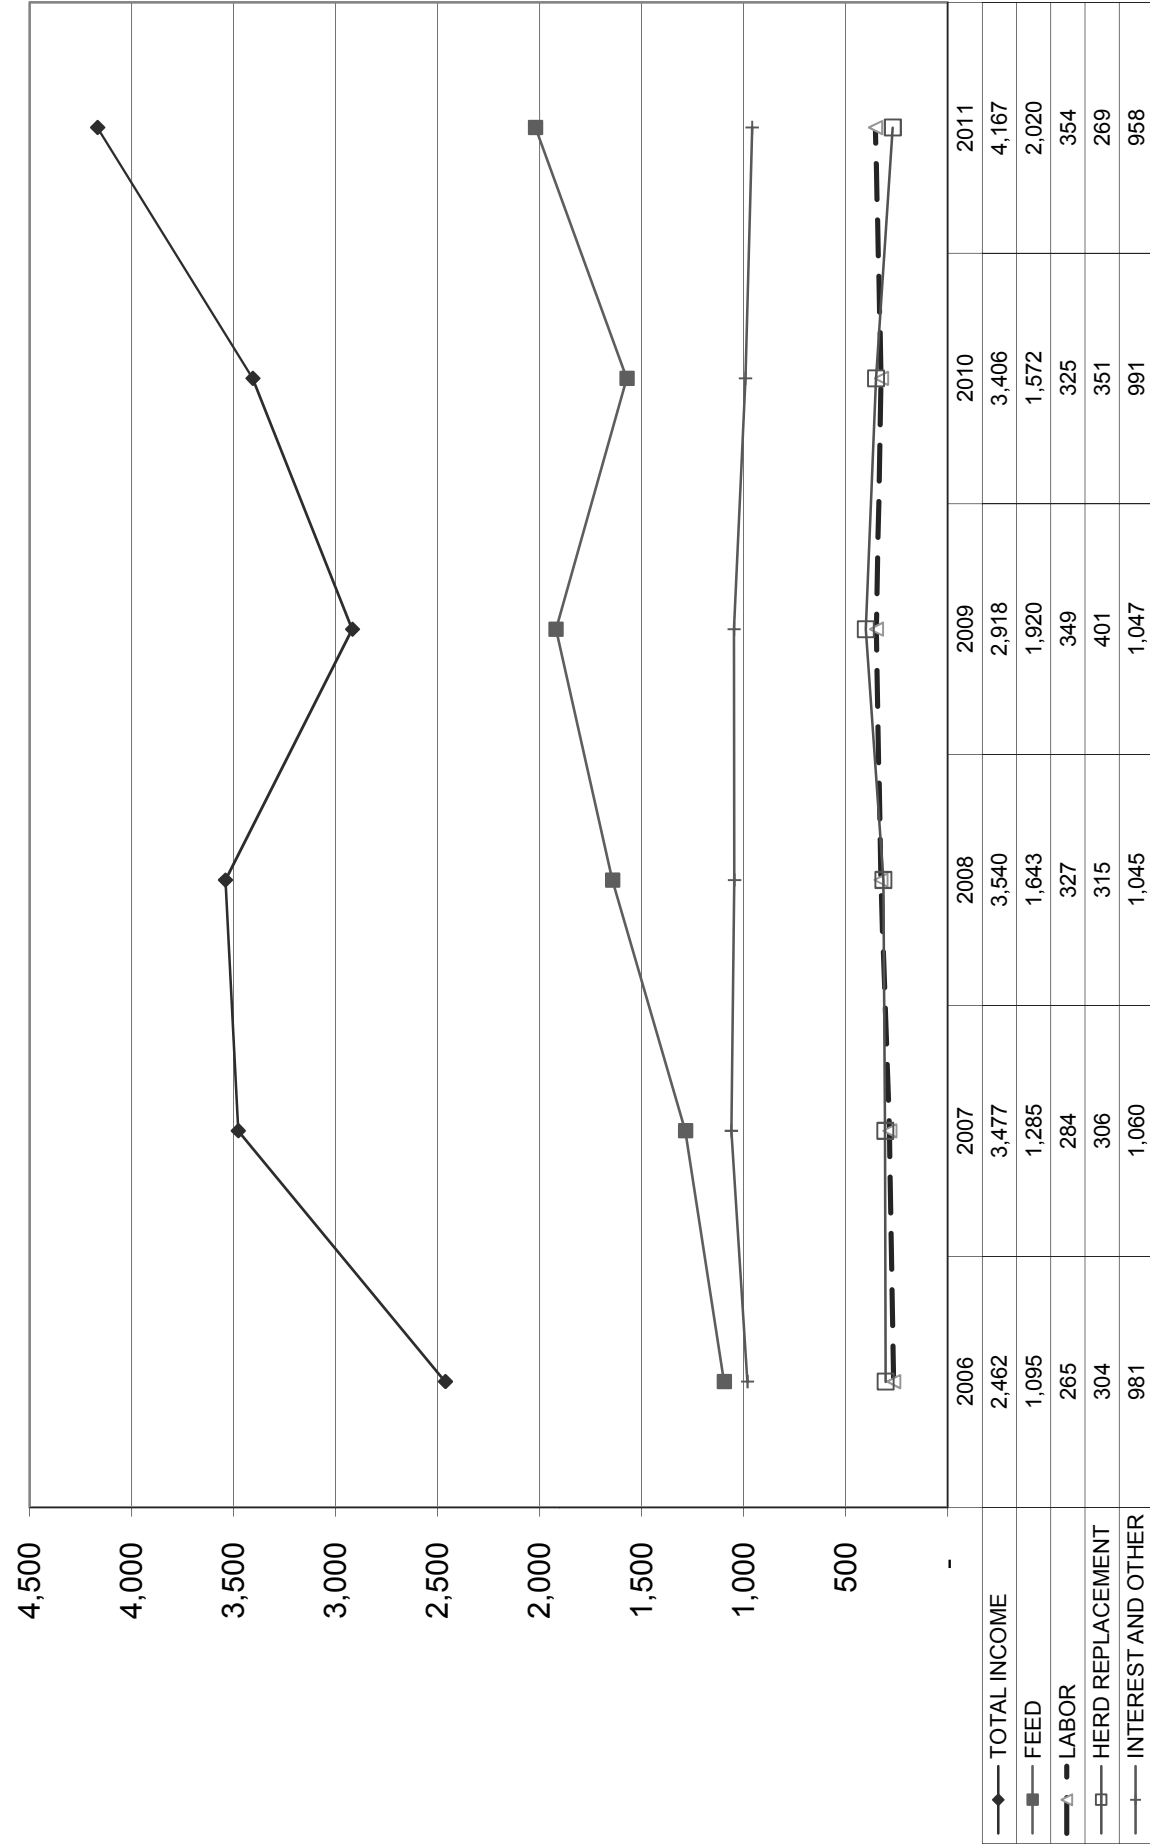 4,500
4,000
3,500
3,000
2,500
2,000
1,500
1,000
500
-
2006 2007 2008 2009 2010 2011
TOTAL INCOME 2,462 3,477 3,540 2,918 3,406 4,167
FEED 1,095 1,285 1,643 1,920 1,572 2,020
LABOR 265 284 327 349 325 354
HERD REPLACEMENT 304 306 315 401 351 269
INTEREST AND OTHER 981 1,060 1,045 1,047 991 958